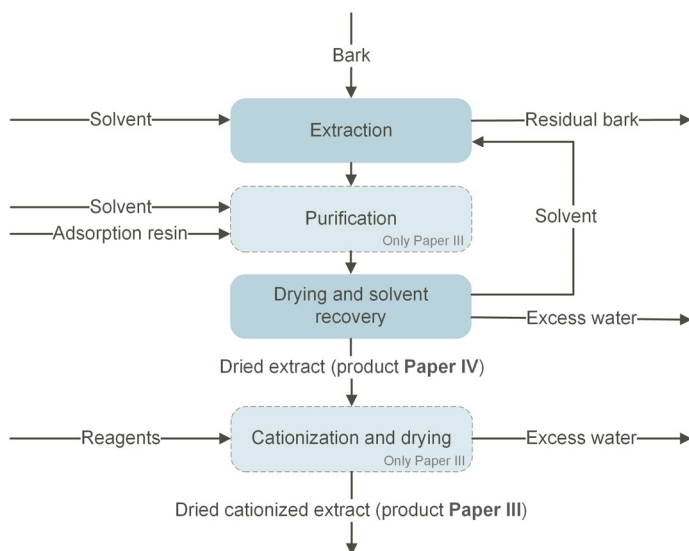 Bark
Solvent
Extraction
Residual bark
Solvent
Purification
Adsorption resin
Only Paper III
Solvent
Drying and solvent
recovery
Excess water
Dried extract (product Paper IV)
Reagents
Cationization and drying
Only Paper III
Excess water
Dried cationized extract (product Paper III)